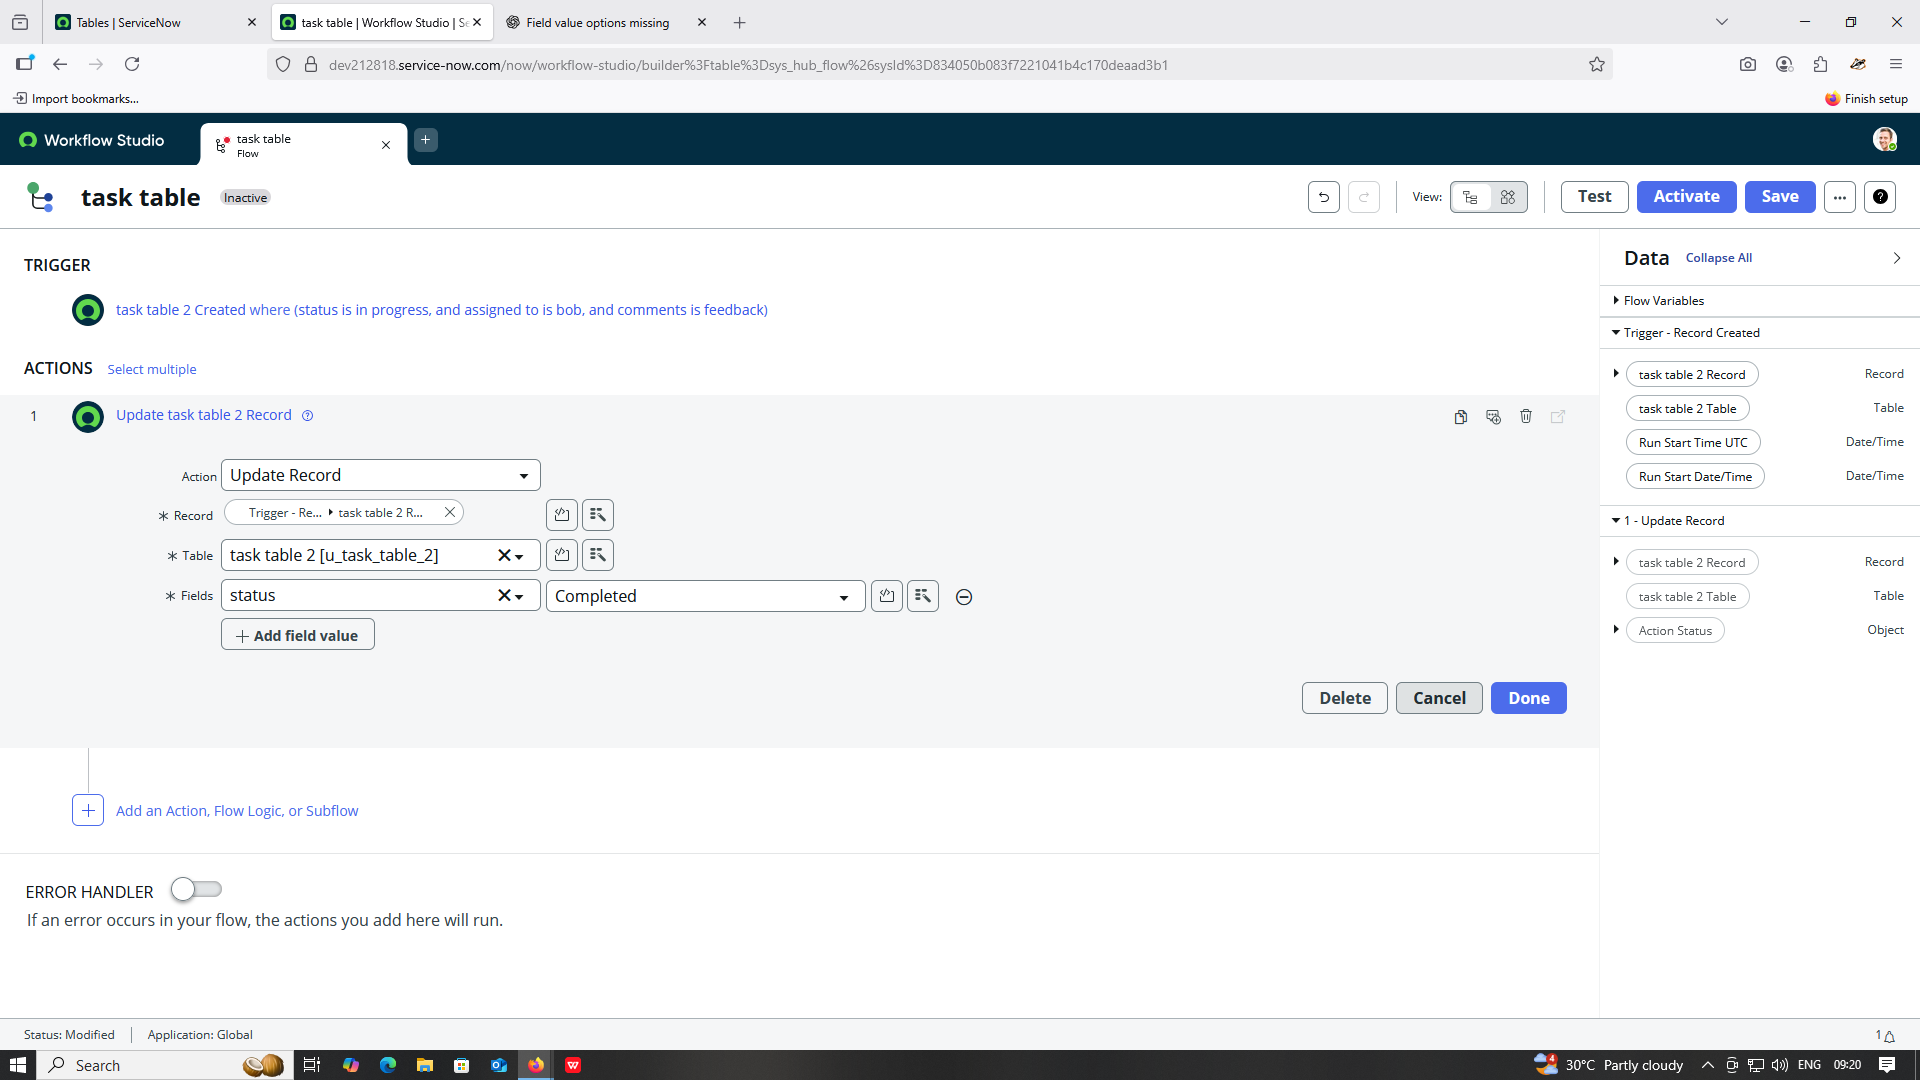 Tables | ServiceNow
task table | Workflow Studio | Se
Field value options missing
dev212818.service-now.com/now/workflow-studio/builder%3Ftable%3Dsys_hub_flow%26sysId%3D834050b083f7221041b4c170deaad3b1
Import bookmarks...
Finish setup
Workflow Studio
task table
Flow
task table
Inactive
View:
Test
Activate
Save
TRIGGER
task table 2 Created where (status is in progress, and assigned to is bob, and comments is feedback)
ACTIONS
Select multiple
1
Update task table 2 Record
Action
Update Record
Record
Trigger - Re...
task table 2 R...
Table
task table 2 [u_task_table_2]
Fields
status
Completed
Add field value
Delete
Cancel
Done
Add an Action, Flow Logic, or Subflow
ERROR HANDLER
If an error occurs in your flow, the actions you add here will run.
Data
Collapse All
Flow Variables
Trigger - Record Created
task table 2 Record
Record
task table 2 Table
Table
Run Start Time UTC
Date/Time
Run Start Date/Time
Date/Time
1 - Update Record
task table 2 Record
Record
task table 2 Table
Table
Action Status
Object
Status: Modified
Application: Global
1
Search
4
30°C
Partly cloudy
ENG
09:20